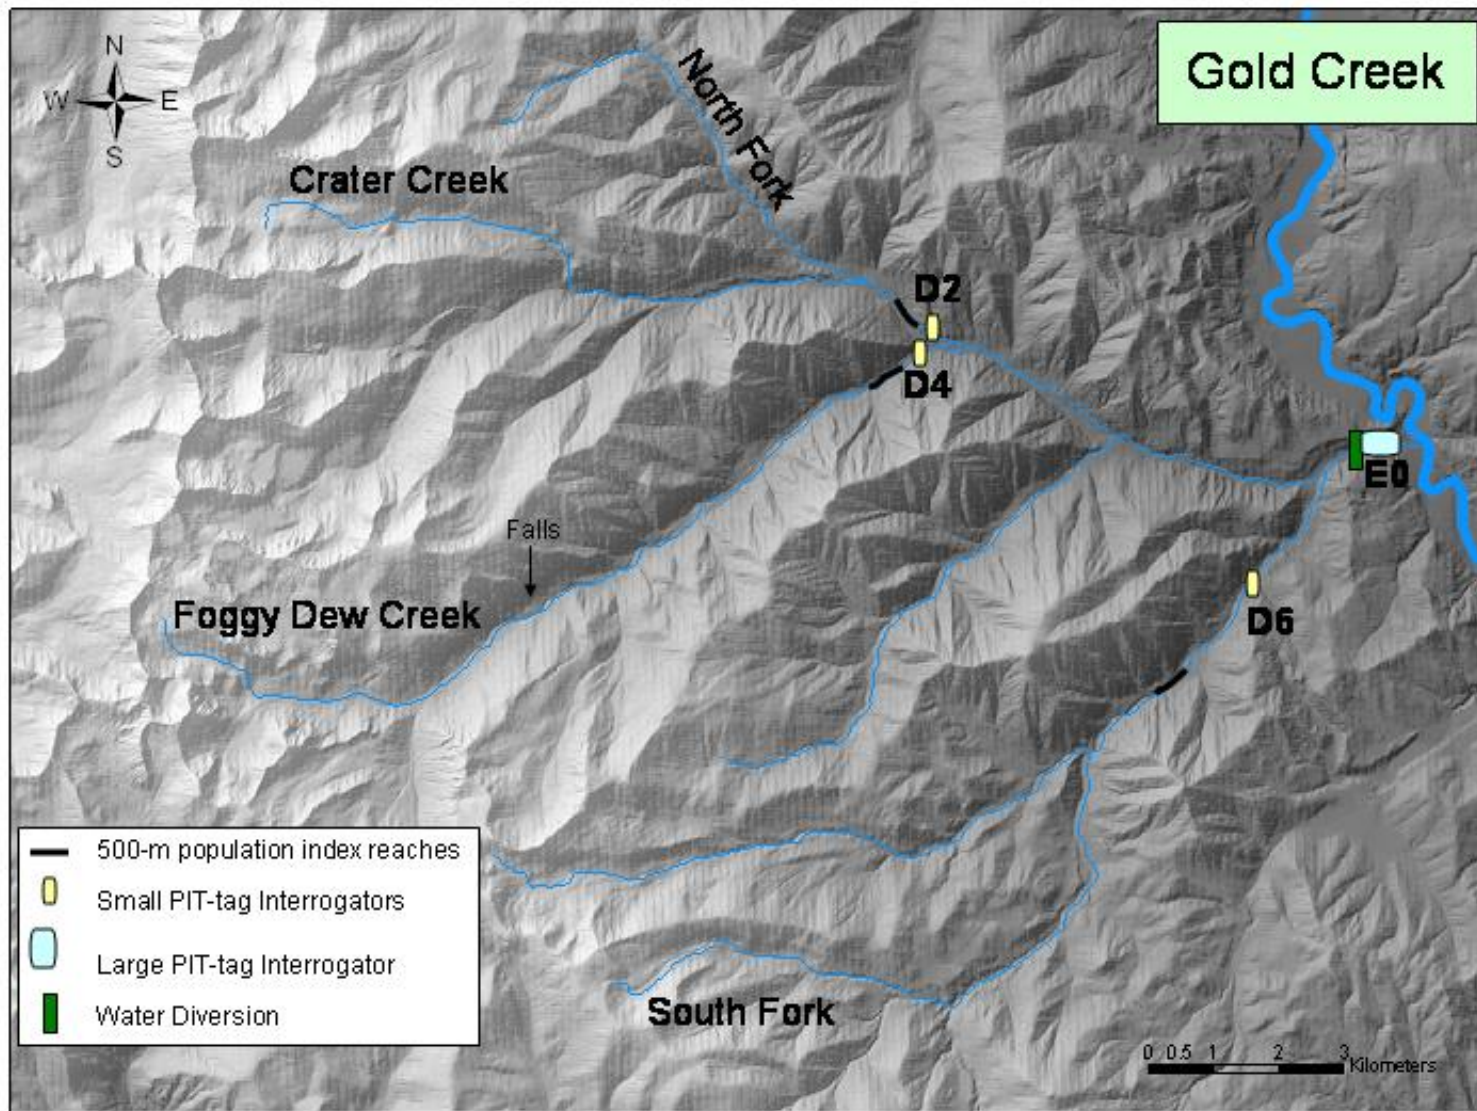 Gold Creek
N
W E
S
North Fork
Crater Creek
D2
D4
E0
Falls
Foggy Dew Creek
D6
500-m population index reaches
Small PIT-tag Interrogators
Large PIT-tag Interrogator
Water Diversion
South Fork
0 0.5 1 2 3
Kilometers